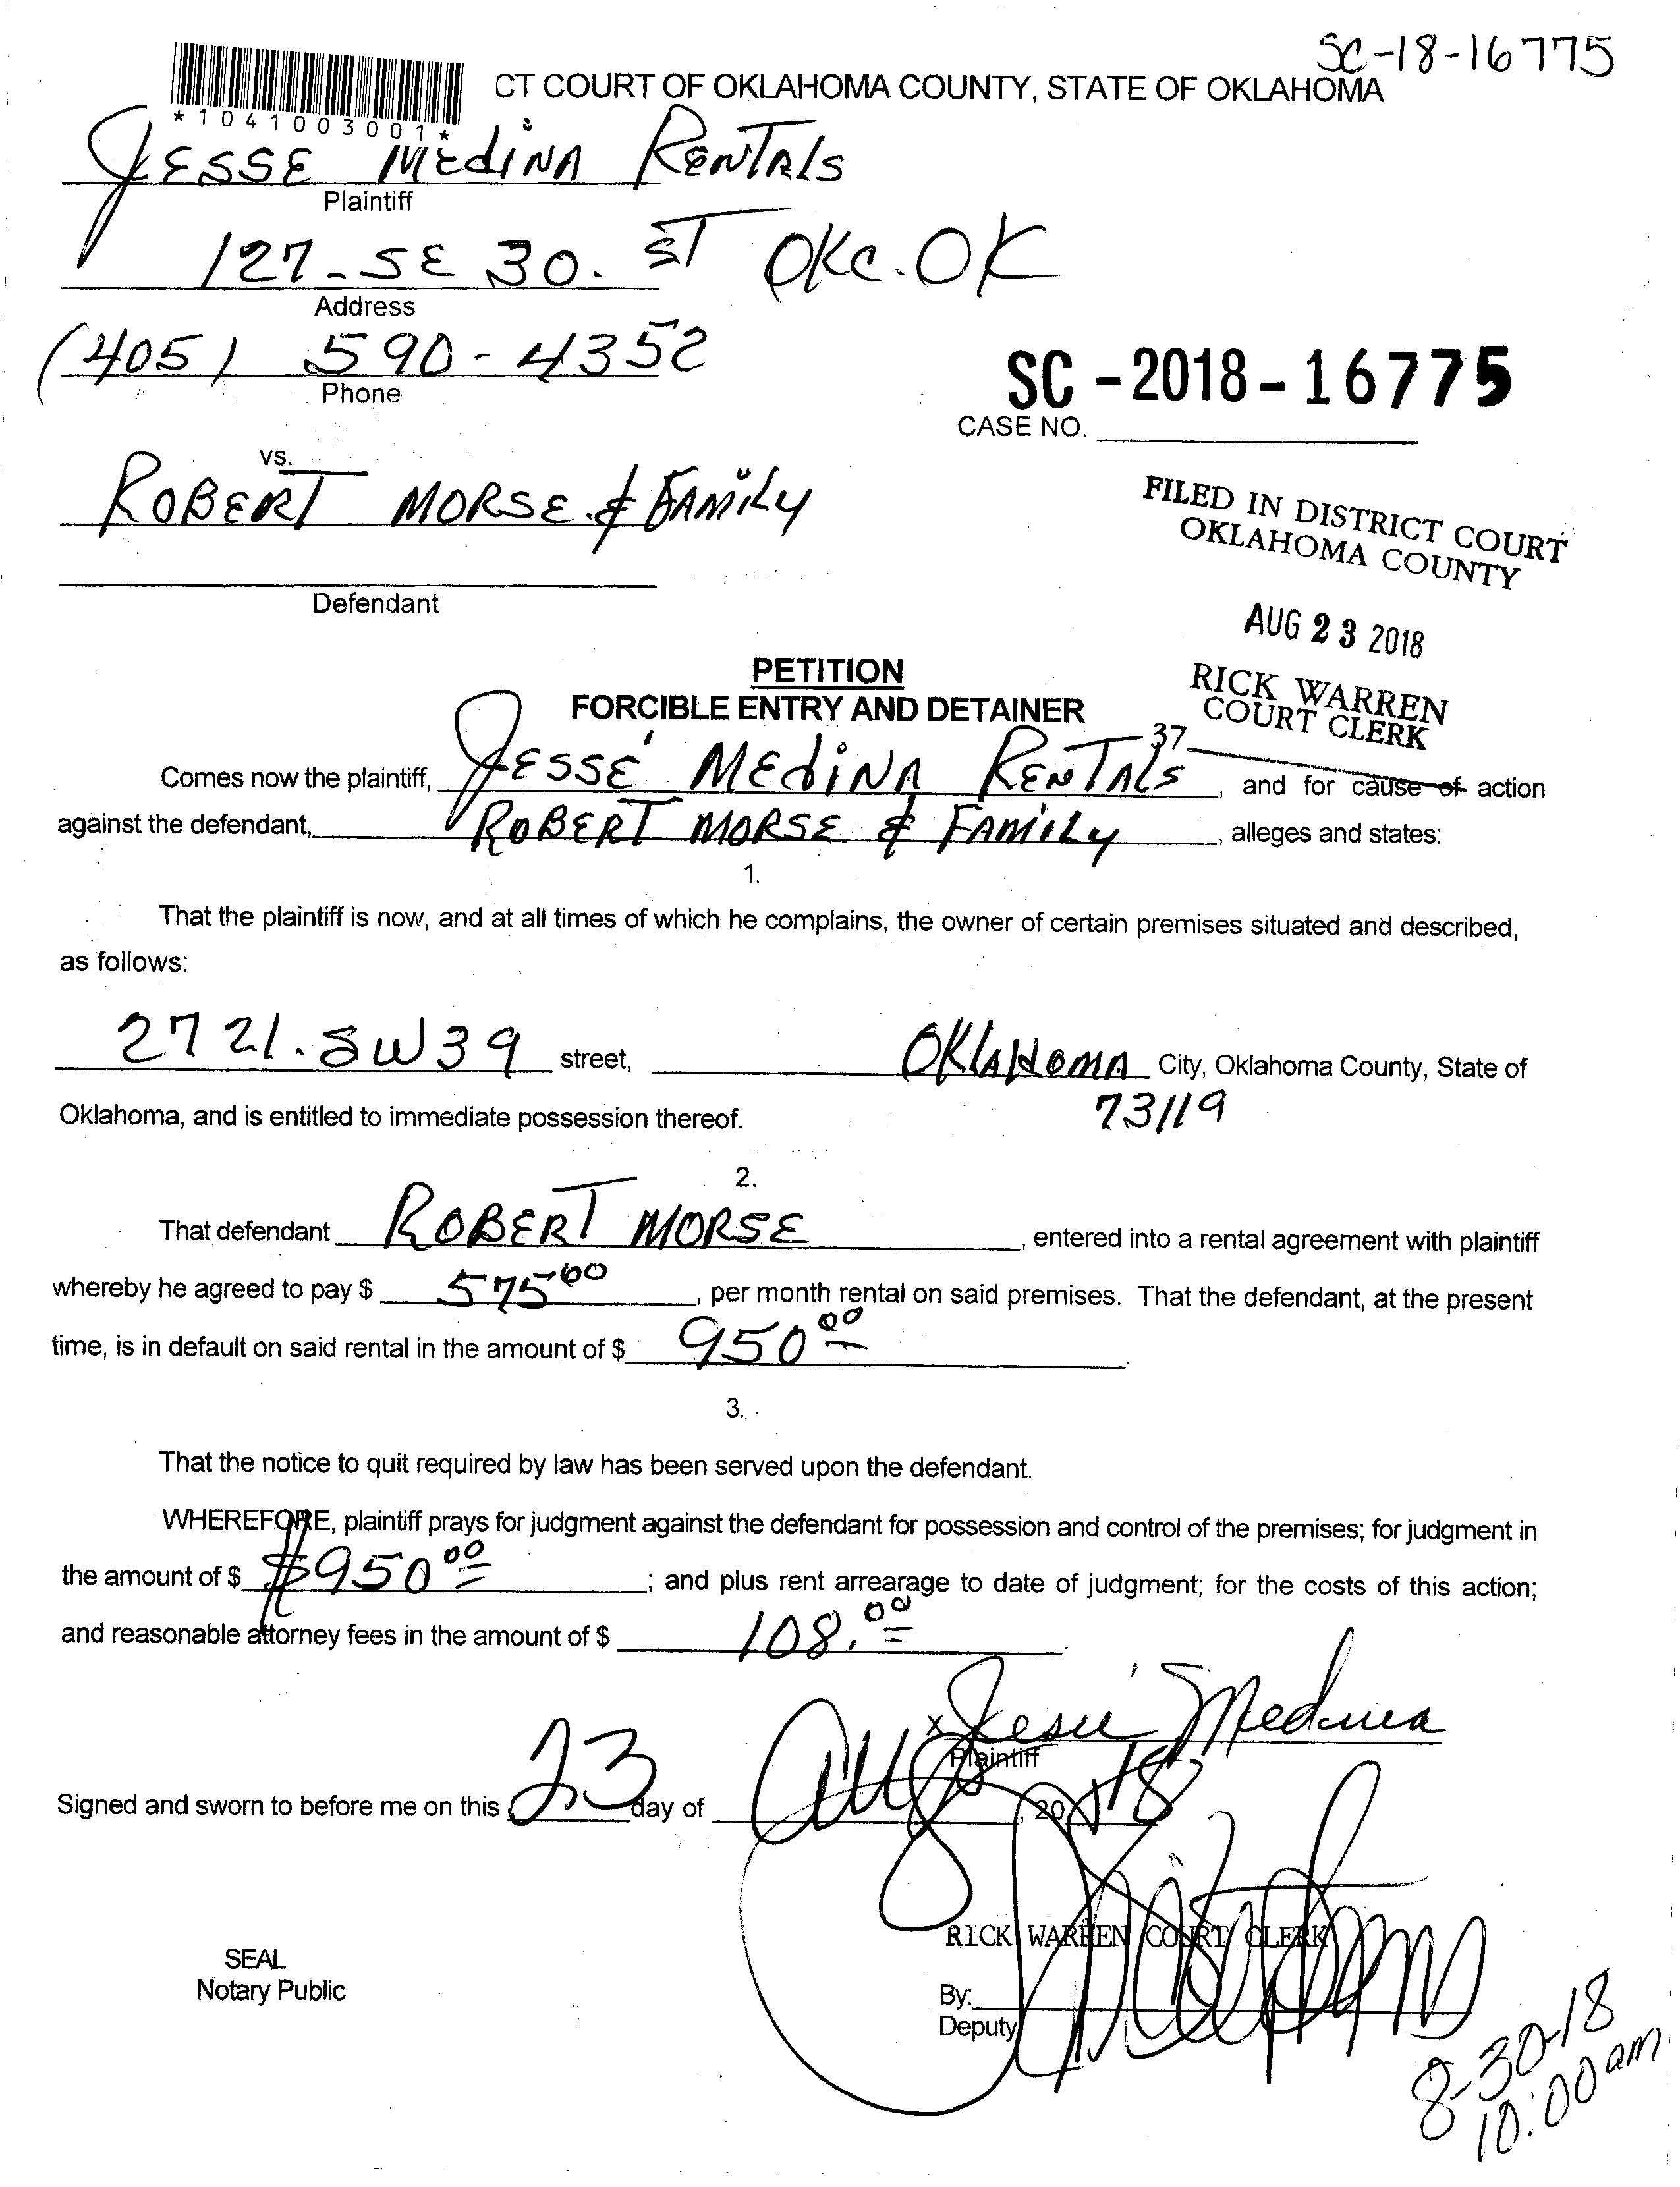 SC-18-16775
CT COURT OF OKLAHOMA COUNTY, STATE OF OKLAHOMA
*1041003001*
JESSE MEdiNA RENTAls
Plaintiff
127-SE 30. ST OKC.OK
Address
(405) 590-4352
Phone
SC-2018-16775
CASE NO.
vs.
ROBERT MORSE & FAMiLy
Defendant
FILED IN DISTRICT COURT
OKLAHOMA COUNTY
AUG 23 2018
RICK WARREN
COURT CLERK
37
PETITION
FORCIBLE ENTRY AND DETAINER
Comes now the plaintiff, JESSE MEdiNA RENTALS, and for cause of action
against the defendant, ROBERT MORSE & FAMiLy, alleges and states:
1.
That the plaintiff is now, and at all times of which he complains, the owner of certain premises situated and described,
as follows:
2721. SW 39 street, OKLAHOMA City, Oklahoma County, State of
73119
Oklahoma, and is entitled to immediate possession thereof.
2.
That defendant ROBERT MORSE, entered into a rental agreement with plaintiff
whereby he agreed to pay $ 575 00, per month rental on said premises. That the defendant, at the present
time, is in default on said rental in the amount of $ 950 00.
3.
That the notice to quit required by law has been served upon the defendant.
WHEREFORE, plaintiff prays for judgment against the defendant for possession and control of the premises; for judgment in
the amount of $ $950 00; and plus rent arrearage to date of judgment; for the costs of this action;
and reasonable attorney fees in the amount of $ 108.00.
x Jesse Medina
Plaintiff
Signed and sworn to before me on this 23 day of Aug, 20 18
RICK WARREN COURT CLERK
SEAL
Notary Public
By:
Deputy
8-30-18
10:00am